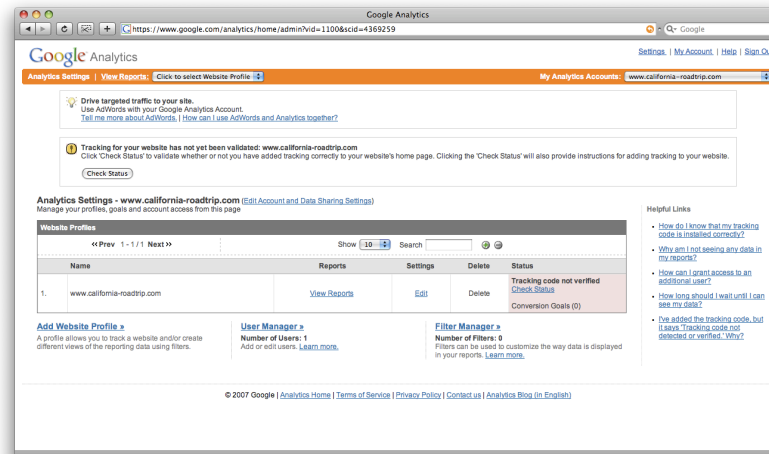 Google Analytics
https://www.google.com/analytics/home/admin?vid=1100&scid=4369259
Google
Google Analytics
Settings | My Account | Help | Sign Ou
Analytics Settings | View Reports: Click to select Website Profile
My Analytics Accounts: www.california-roadtrip.com
Drive targeted traffic to your site.
Use AdWords with your Google Analytics Account.
Tell me more about AdWords. | How can I use AdWords and Analytics together?
Tracking for your website has not yet been validated: www.california-roadtrip.com
Click 'Check Status' to validate whether or not you have added tracking correctly to your website's home page. Clicking the 'Check Status' will also provide instructions for adding tracking to your website.
Check Status
Analytics Settings - www.california-roadtrip.com (Edit Account and Data Sharing Settings)
Manage your profiles, goals and account access from this page
Website Profiles
« Prev 1 - 1 / 1 Next »
Show 10 Search
Name Reports Settings Delete Status
1. www.california-roadtrip.com View Reports Edit Delete
Tracking code not verified
Check Status
Conversion Goals (0)
Add Website Profile »
A profile allows you to track a website and/or create
different views of the reporting data using filters.
User Manager »
Number of Users: 1
Add or edit users. Learn more.
Filter Manager »
Number of Filters: 0
Filters can be used to customize the way data is displayed
in your reports. Learn more.
Helpful Links
How do I know that my tracking
code is installed correctly?
Why am I not seeing any data in
my reports?
How can I grant access to an
additional user?
How long should I wait until I can
see my data?
I've added the tracking code, but
it says 'Tracking code not
detected or verified.' Why?
© 2007 Google | Analytics Home | Terms of Service | Privacy Policy | Contact us | Analytics Blog (in English)